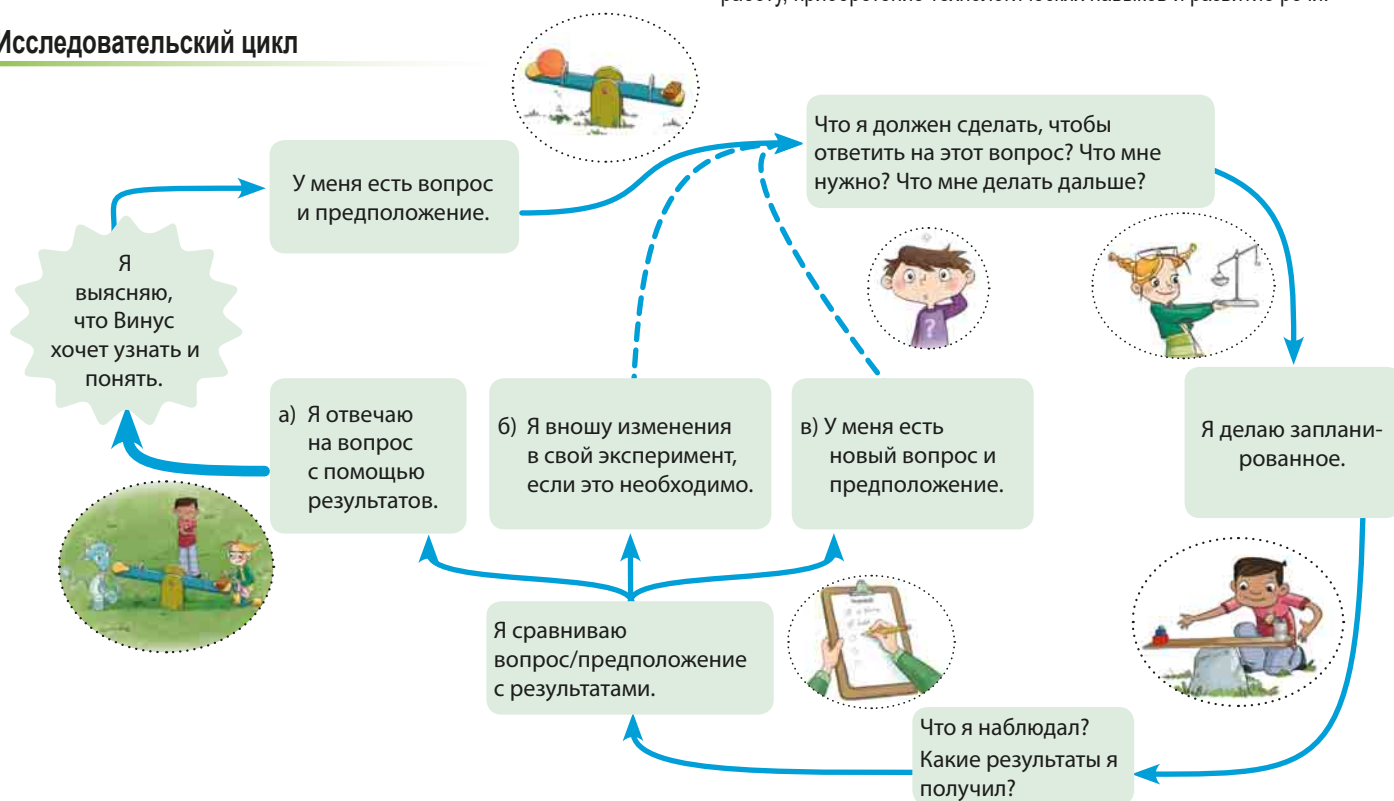 Исследовательский цикл
У меня есть вопрос
и предположение.
Что я должен сделать, чтобы
ответить на этот вопрос? Что мне
нужно? Что мне делать дальше?
Я
выясняю,
что Винус
хочет узнать и
понять.
а) Я отвечаю
на вопрос
с помощью
результатов.
б) Я вношу изменения
в свой эксперимент,
если это необходимо.
в) У меня есть
новый вопрос и
предположение.
Я делаю заплани-
рованное.
Я сравниваю
вопрос/предположение
с результатами.
Что я наблюдал?
Какие результаты я
получил?
?